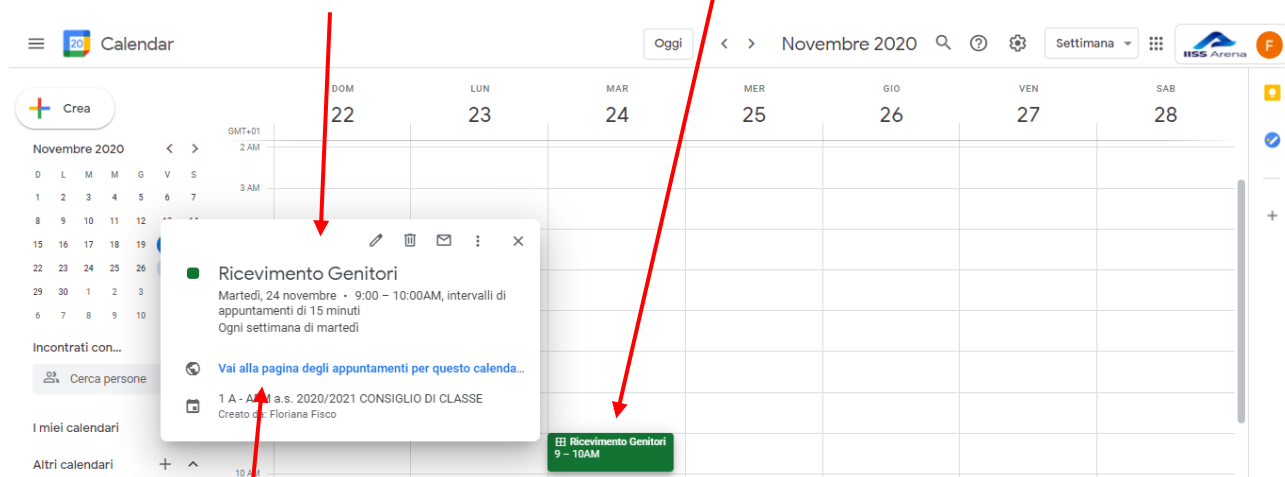 20 Calendar
Oggi
Novembre 2020
Settimana
IISS Arena
F
Crea
GMT+01
DOM
22
LUN
23
MAR
24
MER
25
GIO
26
VEN
27
SAB
28
Novembre 2020
D L M M G V S
1 2 3 4 5 6 7
8 9 10 11 12
15 16 17 18 19
22 23 24 25 26
29 30 1 2 3
6 7 8 9 10
2 AM
3 AM
10 AM
Ricevimento Genitori
Martedì, 24 novembre • 9:00 – 10:00AM, intervalli di
appuntamenti di 15 minuti
Ogni settimana di martedì
Vai alla pagina degli appuntamenti per questo calenda...
1 A - a.s. 2020/2021 CONSIGLIO DI CLASSE
Creato da: Floriana Fisco
Incontrati con...
Cerca persone
I miei calendari
Altri calendari
Ricevimento Genitori
9 – 10AM